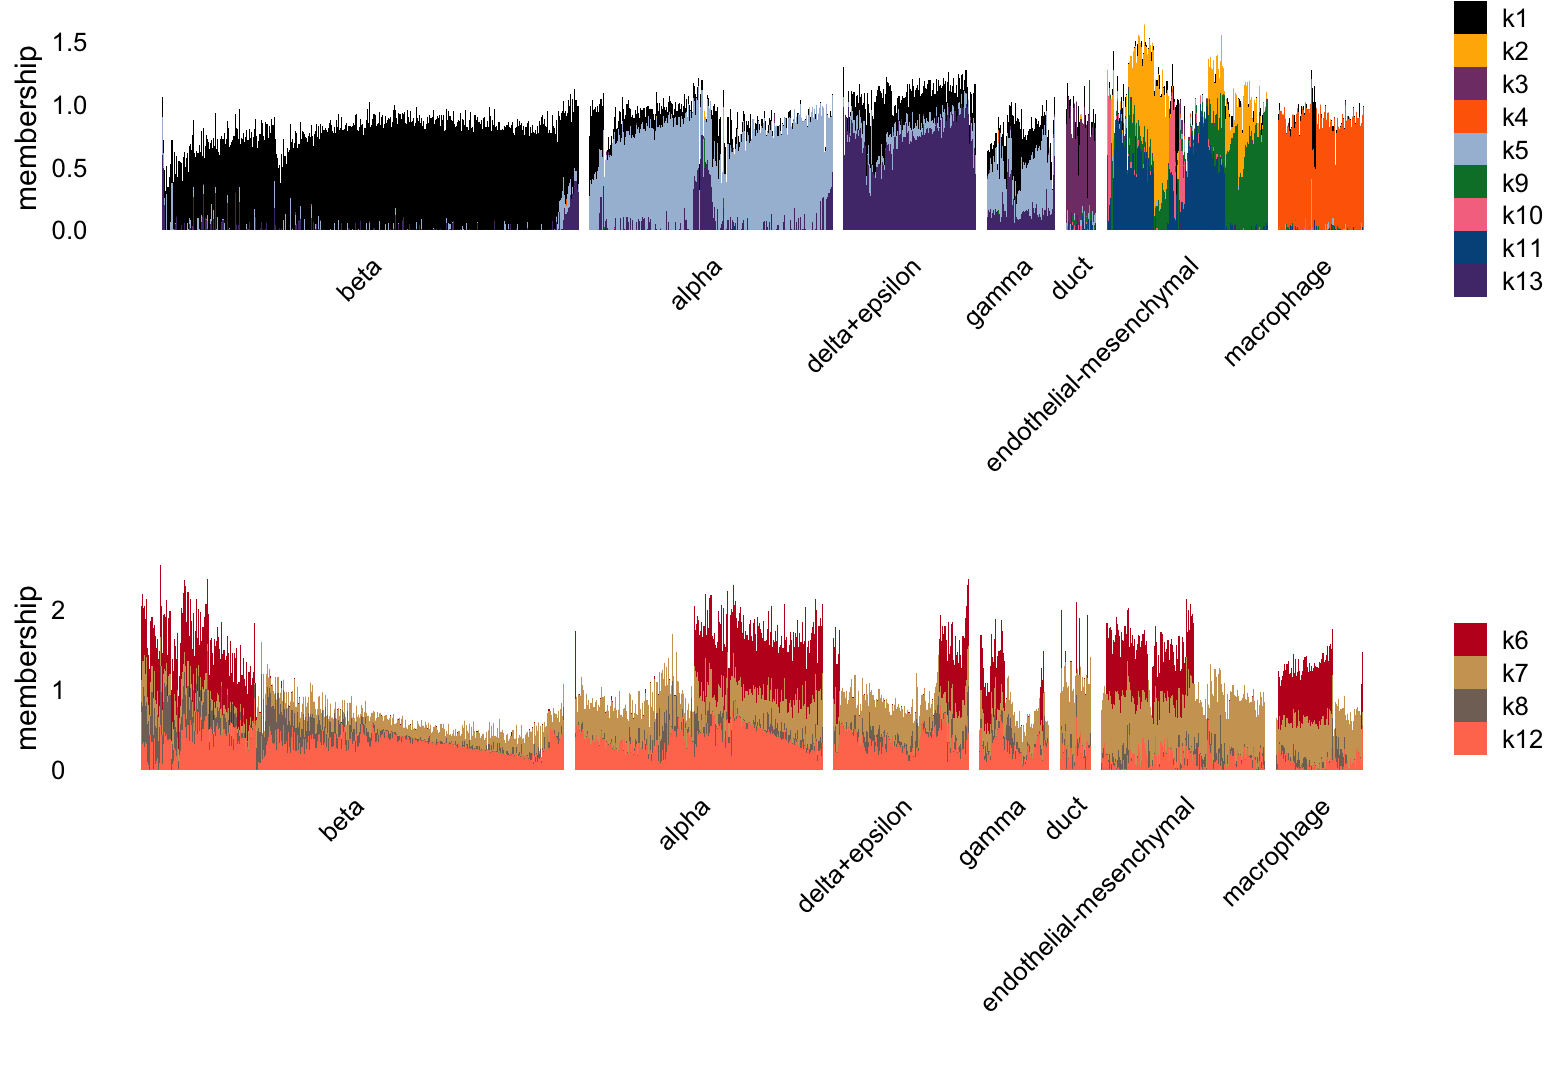 membership
1.5
1.0
0.5
0.0
beta
alpha
delta+epsilon
gamma
duct
endothelial-mesenchymal
macrophage
k1
k2
k3
k4
k5
k9
k10
k11
k13
membership
2
1
0
beta
alpha
delta+epsilon
gamma
duct
endothelial-mesenchymal
macrophage
k6
k7
k8
k12